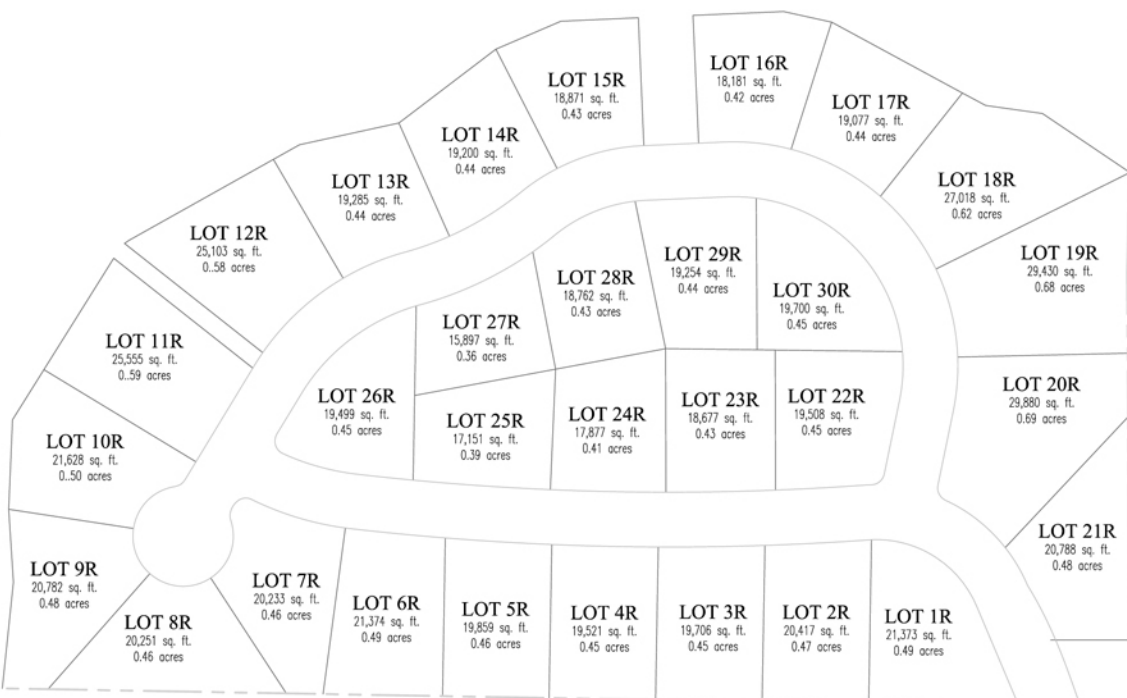 LOT 15R
18,871 sq. ft.
0.43 acres
LOT 16R
18,181 sq. ft.
0.42 acres
LOT 17R
19,077 sq. ft.
0.44 acres
LOT 14R
19,200 sq. ft.
0.44 acres
LOT 13R
19,285 sq. ft.
0.44 acres
LOT 18R
27,018 sq. ft.
0.62 acres
LOT 12R
25,103 sq. ft.
0..58 acres
LOT 19R
29,430 sq. ft.
0.68 acres
LOT 29R
19,254 sq. ft.
0.44 acres
LOT 28R
18,762 sq. ft.
0.43 acres
LOT 30R
19,700 sq. ft.
0.45 acres
LOT 27R
15,897 sq. ft.
0.36 acres
LOT 11R
25,555 sq. ft.
0..59 acres
LOT 26R
19,499 sq. ft.
0.45 acres
LOT 25R
17,151 sq. ft.
0.39 acres
LOT 24R
17,877 sq. ft.
0.41 acres
LOT 23R
18,677 sq. ft.
0.43 acres
LOT 22R
19,508 sq. ft.
0.45 acres
LOT 20R
29,880 sq. ft.
0.69 acres
LOT 10R
21,628 sq. ft.
0..50 acres
LOT 21R
20,788 sq. ft.
0.48 acres
LOT 9R
20,782 sq. ft.
0.48 acres
LOT 8R
20,251 sq. ft.
0.46 acres
LOT 7R
20,233 sq. ft.
0.46 acres
LOT 6R
21,374 sq. ft.
0.49 acres
LOT 5R
19,859 sq. ft.
0.46 acres
LOT 4R
19,521 sq. ft.
0.45 acres
LOT 3R
19,706 sq. ft.
0.45 acres
LOT 2R
20,417 sq. ft.
0.47 acres
LOT 1R
21,373 sq. ft.
0.49 acres